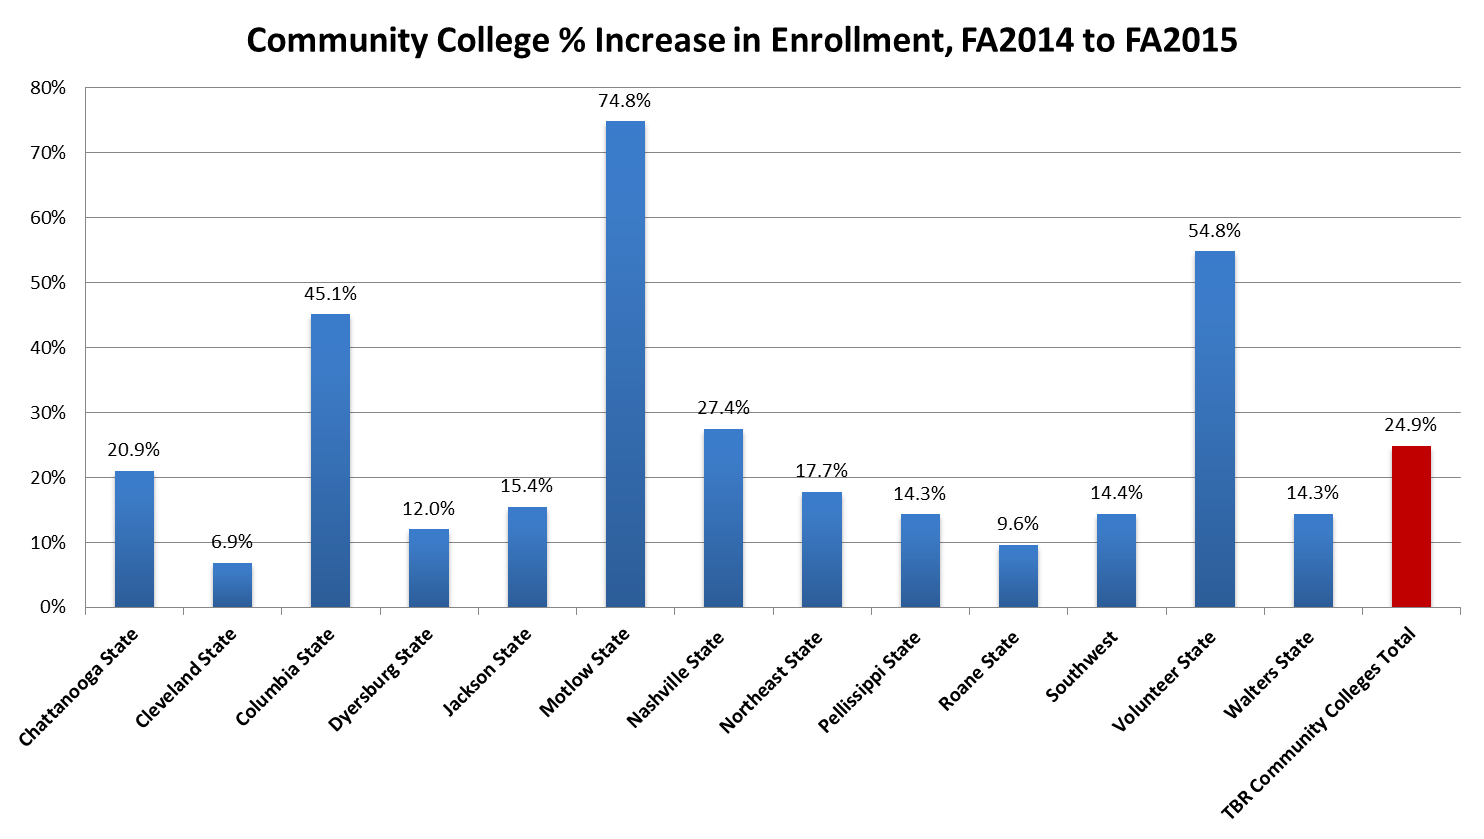 Community College % Increase in Enrollment, FA2014 to FA2015
80%
70%
60%
50%
40%
30%
20%
10%
0%
20.9%
6.9%
45.1%
12.0%
15.4%
74.8%
27.4%
17.7%
14.3%
9.6%
14.4%
54.8%
14.3%
24.9%
Chattanooga State
Cleveland State
Columbia State
Dyersburg State
Jackson State
Motlow State
Nashville State
Northeast State
Pellissippi State
Roane State
Southwest
Volunteer State
Walters State
TBR Community Colleges Total